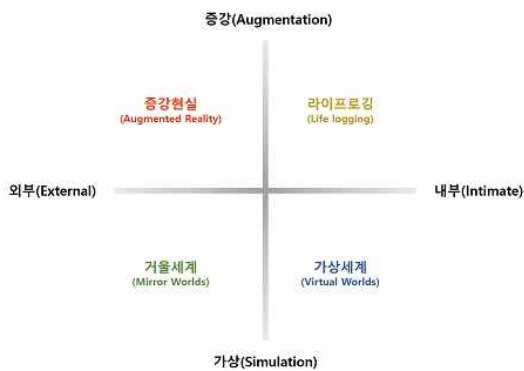 증강(Augmentation)
증강현실
(Augmented Reality)
라이프로깅
(Life logging)
외부(External)
내부(Intimate)
거울세계
(Mirror Worlds)
가상세계
(Virtual Worlds)
가상(Simulation)